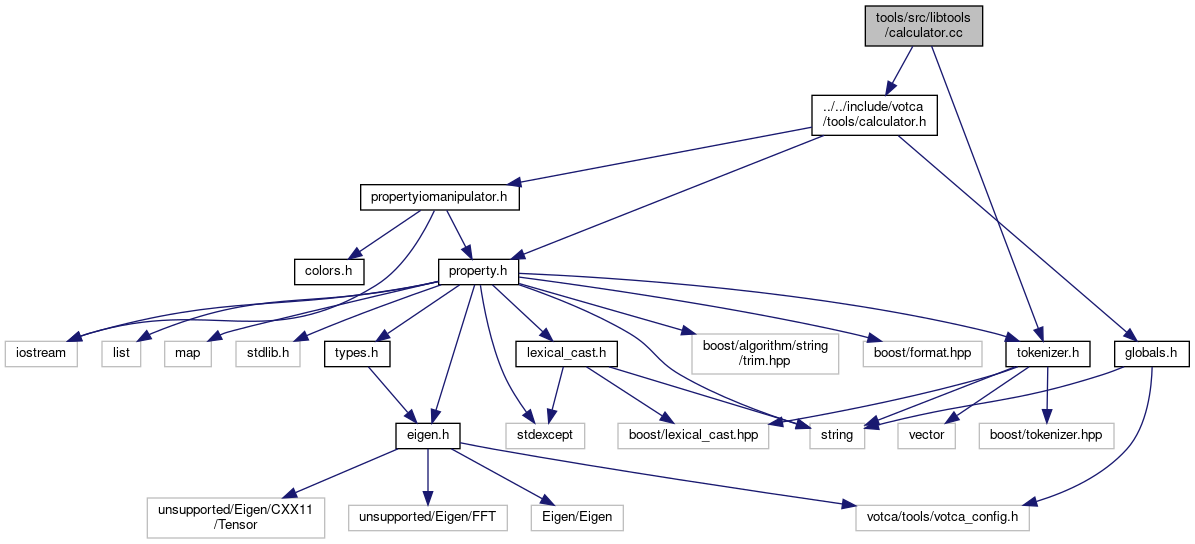 tools/src/libtools
/calculator.cc
../../include/votca
/tools/calculator.h
propertyiomanipulator.h
colors.h
property.h
iostream
list
map
stdlib.h
types.h
lexical_cast.h
boost/algorithm/string
/trim.hpp
boost/format.hpp
tokenizer.h
globals.h
eigen.h
stdexcept
boost/lexical_cast.hpp
string
vector
boost/tokenizer.hpp
unsupported/Eigen/CXX11
/Tensor
unsupported/Eigen/FFT
Eigen/Eigen
votca/tools/votca_config.h